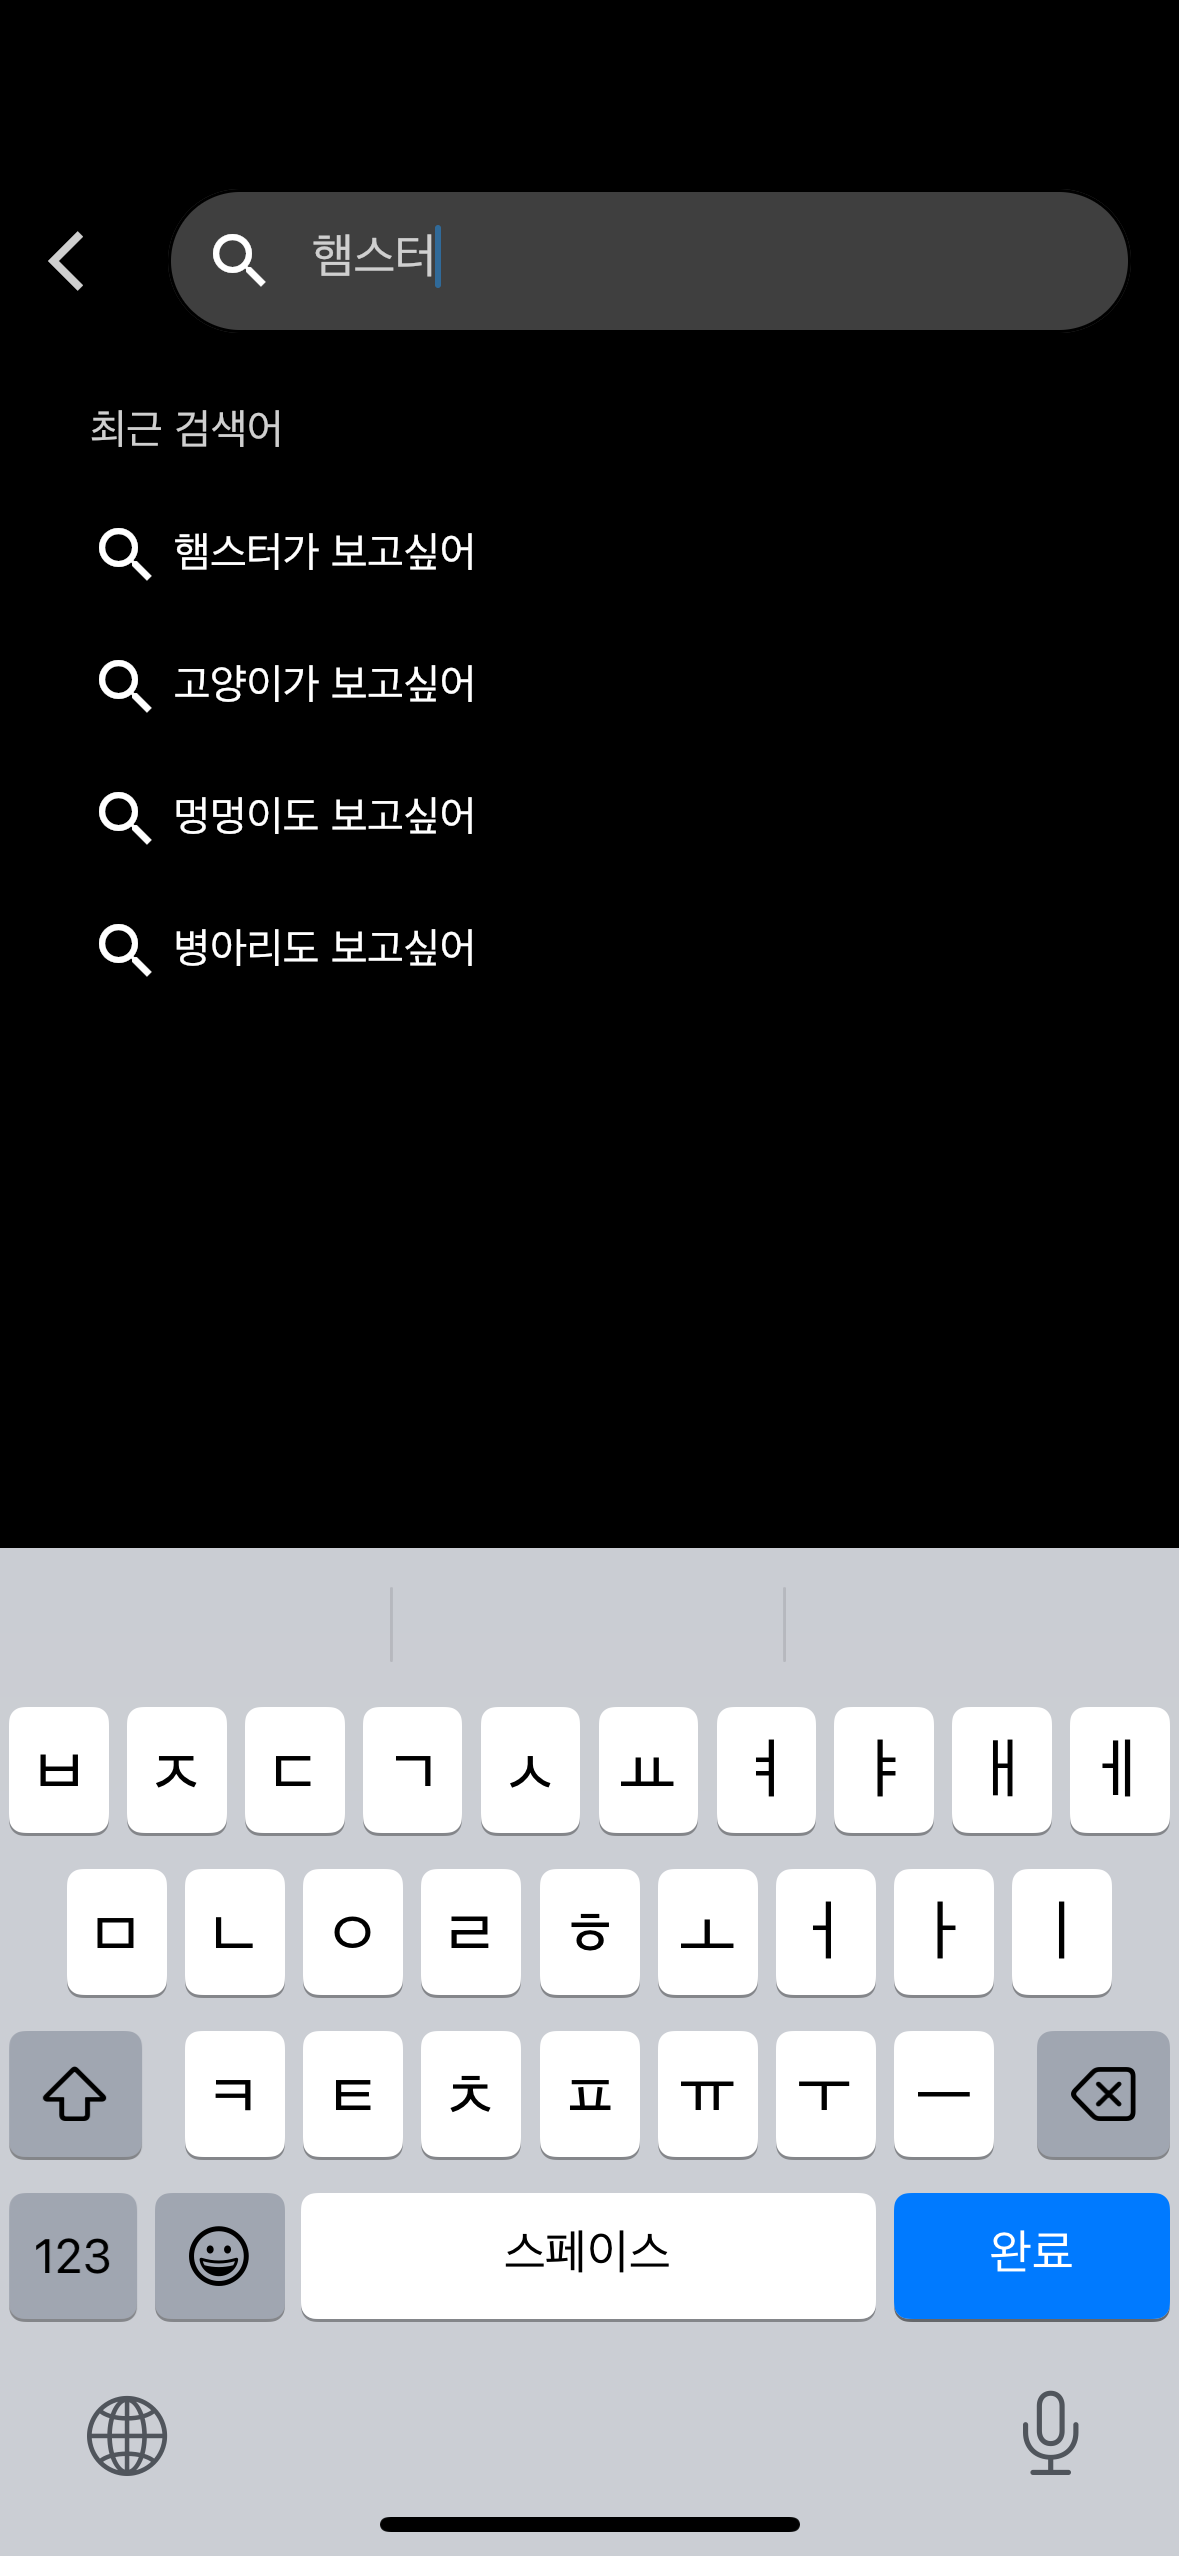 햄스터
최근 검색어
햄스터가 보고싶어
고양이가 보고싶어
멍멍이도 보고싶어
병아리도 보고싶어
ㅂ ㅈ ㄷ ㄱ ㅅ ㅛ ㅕ ㅑ ㅐ ㅔ
ㅁ ㄴ ㅇ ㄹ ㅎ ㅗ ㅓ ㅏ ㅣ
ㅋ ㅌ ㅊ ㅍ ㅠ ㅜ ㅡ
123 스페이스 완료